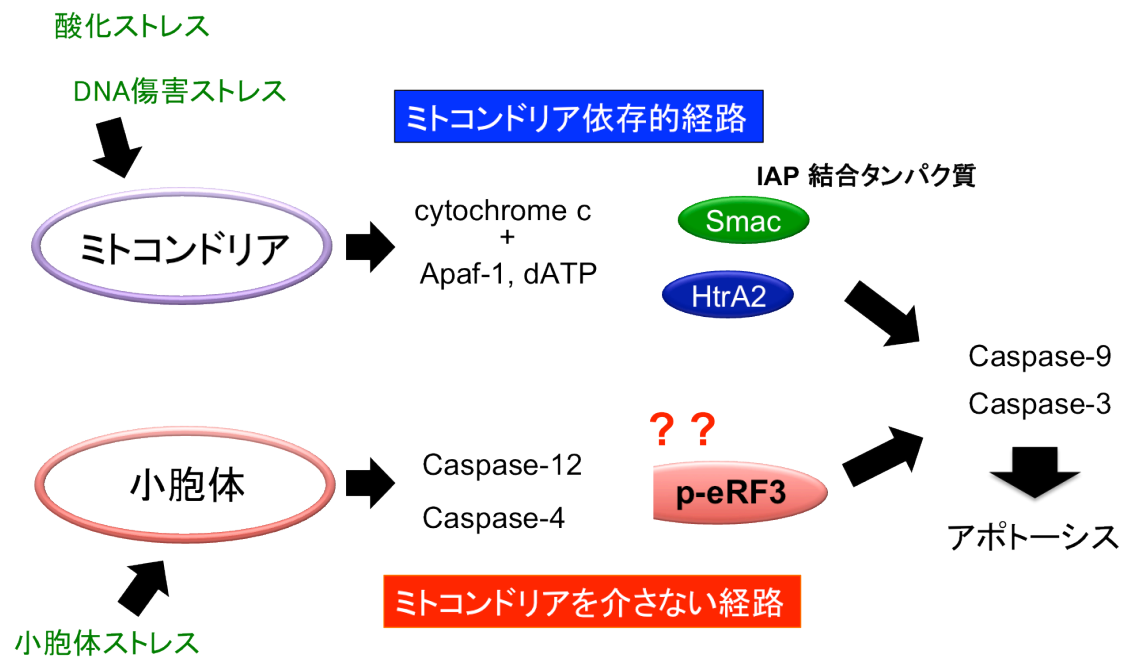 酸化ストレス
DNA傷害ストレス
ミトコンドリア依存的経路
IAP 結合タンパク質
ミトコンドリア
cytochrome c
+
Apaf-1, dATP
Smac
HtrA2
Caspase-9
Caspase-3
アポトーシス
小胞体
Caspase-12
Caspase-4
? ?
p-eRF3
ミトコンドリアを介さない経路
小胞体ストレス